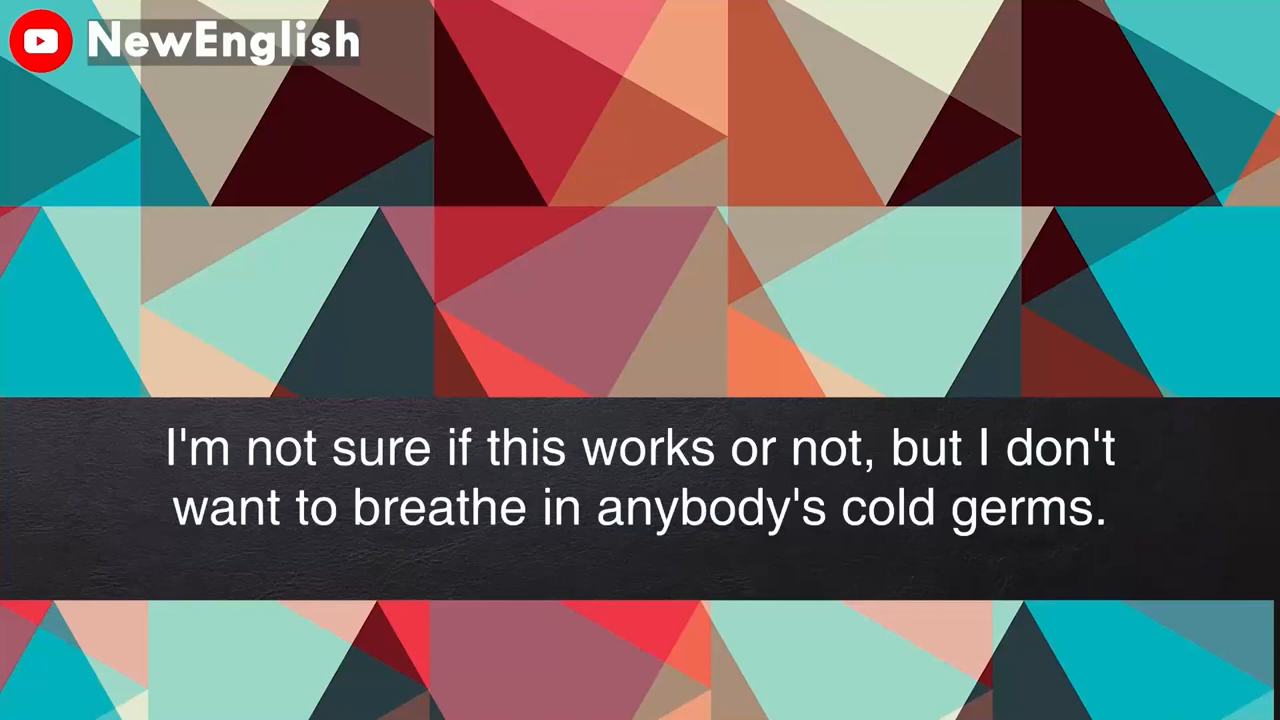 NewEnglish
I'm not sure if this works or not, but I don't
want to breathe in anybody's cold germs.